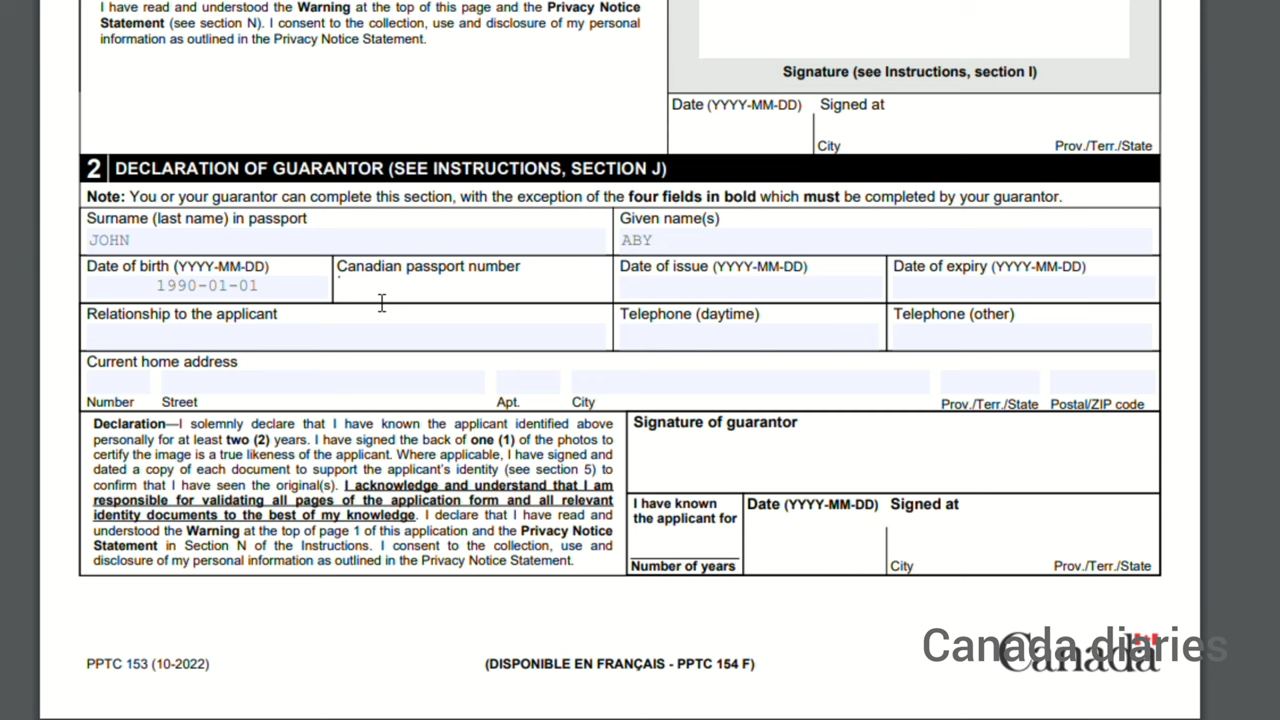 I have read and understood the Warning at the top of this page and the Privacy Notice
Statement (see section N). I consent to the collection, use and disclosure of my personal
information as outlined in the Privacy Notice Statement.
Signature (see Instructions, section I)
Date (YYYY-MM-DD) Signed at
City Prov./Terr./State
2 DECLARATION OF GUARANTOR (SEE INSTRUCTIONS, SECTION J)
Note: You or your guarantor can complete this section, with the exception of the four fields in bold which must be completed by your guarantor.
Surname (last name) in passport Given name(s)
JOHN ABY
Date of birth (YYYY-MM-DD) Canadian passport number Date of issue (YYYY-MM-DD) Date of expiry (YYYY-MM-DD)
1990-01-01
Relationship to the applicant Telephone (daytime) Telephone (other)
Current home address
Number Street Apt. City Prov./Terr./State Postal/ZIP code
Declaration—I solemnly declare that I have known the applicant identified above
personally for at least two (2) years. I have signed the back of one (1) of the photos to
certify the image is a true likeness of the applicant. Where applicable, I have signed and
dated a copy of each document to support the applicant's identity (see section 5) to
confirm that I have seen the original(s). I acknowledge and understand that I am
responsible for validating all pages of the application form and all relevant
identity documents to the best of my knowledge. I declare that I have read and
understood the Warning at the top of page 1 of this application and the Privacy Notice
Statement in Section N of the Instructions. I consent to the collection, use and
disclosure of my personal information as outlined in the Privacy Notice Statement.
Signature of guarantor
I have known
the applicant for
Number of years
Date (YYYY-MM-DD) Signed at
City Prov./Terr./State
PPTC 153 (10-2022) (DISPONIBLE EN FRANÇAIS - PPTC 154 F)
Canada
Canada diaries